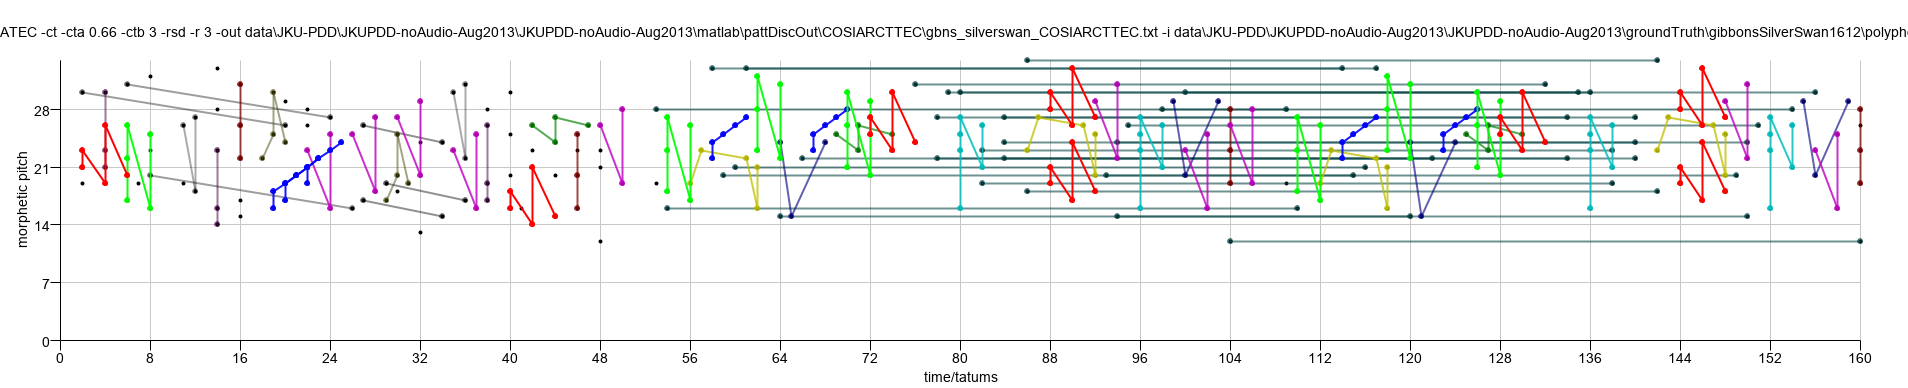 ATEC -ct -cta 0.66 -ctb 3 -rsd -r 3 -out data\JKU-PDD\JKUPDD-noAudio-Aug2013\JKUPDD-noAudio-Aug2013\matlab\pattDiscOut\COSIARCTTEC\gbns_silverswan_COSIARCTTEC.txt -i data\JKU-PDD\JKUPDD-noAudio-Aug2013\JKUPDD-noAudio-Aug2013\groundTruth\gibbonsSilverSwan1612\polypho
morphetic pitch
28
21
14
7
0
0 8 16 24 32 40 48 56 64 72 80 88 96 104 112 120 128 136 144 152 160
time/tatums